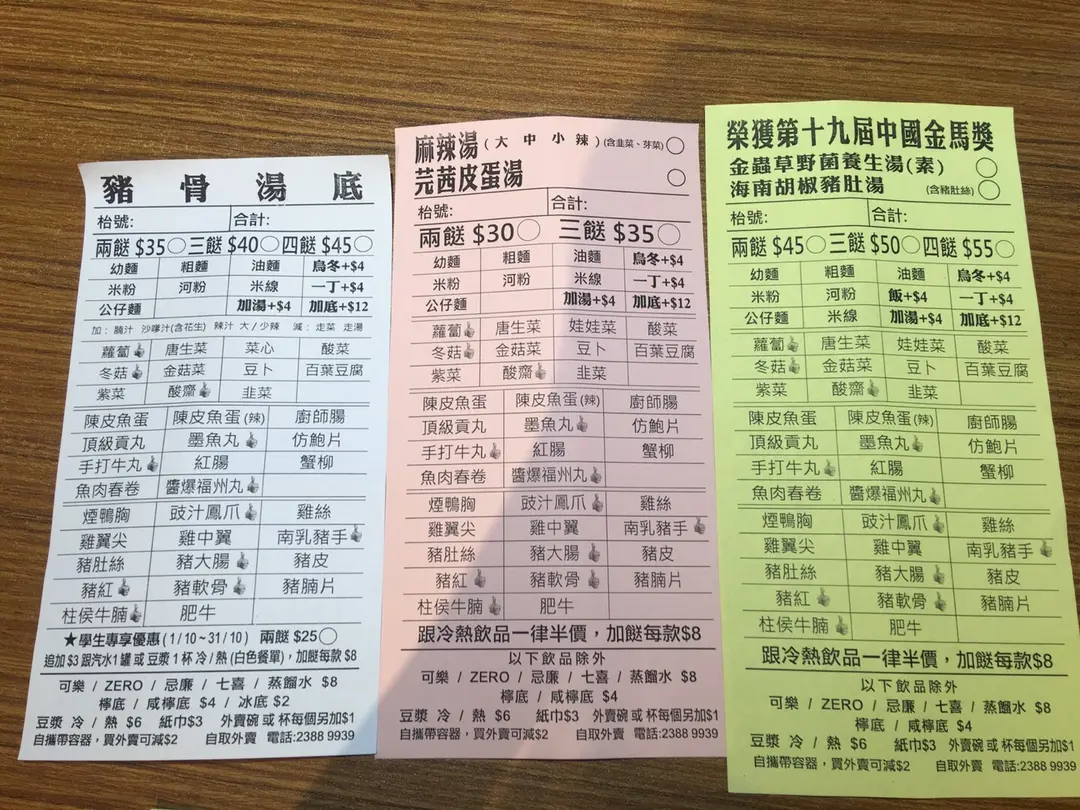 豬骨湯底
枱號: 合計:
兩餸 $35○ 三餸 $40○ 四餸 $45○
幼麵 粗麵 油麵 烏冬+$4
米粉 河粉 米線 一丁+$4
公仔麵 加湯+$4 加底+$12
加: 腩汁 沙嗲汁(含花生) 辣汁 大/少辣 減: 走菜 走湯
蘿蔔 唐生菜 菜心 酸菜
冬菇 金菇菜 豆卜 百葉豆腐
紫菜 酸齋 韭菜
陳皮魚蛋 陳皮魚蛋(辣) 廚師腸
頂級貢丸 墨魚丸 仿鮑片
手打牛丸 紅腸 蟹柳
魚肉春卷 醬爆福州丸
煙鴨胸 豉汁鳳爪 雞絲
雞翼尖 雞中翼 南乳豬手
豬肚絲 豬大腸 豬皮
豬紅 豬軟骨 豬腩片
柱侯牛腩 肥牛
★學生專享優惠(1/10~31/10) 兩餸 $25○
追加$3跟汽水1罐 或 豆漿1杯 冷/熱(白色餐單), 加餸每款 $8
可樂 / ZERO / 忌廉 / 七喜 / 蒸餾水 $8
檸底 / 咸檸底 $4 / 冰底 $2
豆漿 冷 / 熱 $6 紙巾$3 外賣碗 或 杯每個另加$1
自攜帶容器，買外賣可減$2 自取外賣 電話:2388 9939
麻辣湯(大 中 小 辣)(含韭菜、芽菜)○
芫茜皮蛋湯 ○
枱號: 合計:
兩餸 $30○ 三餸 $35○
幼麵 粗麵 油麵 烏冬+$4
米粉 河粉 米線 一丁+$4
公仔麵 加湯+$4 加底+$12
蘿蔔 唐生菜 娃娃菜 酸菜
冬菇 金菇菜 豆卜 百葉豆腐
紫菜 酸齋 韭菜
陳皮魚蛋 陳皮魚蛋(辣) 廚師腸
頂級貢丸 墨魚丸 仿鮑片
手打牛丸 紅腸 蟹柳
魚肉春卷 醬爆福州丸
煙鴨胸 豉汁鳳爪 雞絲
雞翼尖 雞中翼 南乳豬手
豬肚絲 豬大腸 豬皮
豬紅 豬軟骨 豬腩片
柱侯牛腩 肥牛
跟冷熱飲品一律半價，加餸每款$8
以下飲品除外
可樂 / ZERO / 忌廉 / 七喜 / 蒸餾水 $8
檸底 / 咸檸底 $4
豆漿 冷 / 熱 $6 紙巾$3 外賣碗 或 杯每個另加$1
自攜帶容器，買外賣可減$2 自取外賣 電話:2388 9939
榮獲第十九屆中國金馬獎
金蟲草野菌養生湯(素) ○
海南胡椒豬肚湯 (含豬肚絲)○
枱號: 合計:
兩餸 $45○ 三餸 $50○ 四餸 $55○
幼麵 粗麵 油麵 烏冬+$4
米粉 河粉 飯+$4 一丁+$4
公仔麵 米線 加湯+$4 加底+$12
蘿蔔 唐生菜 娃娃菜 酸菜
冬菇 金菇菜 豆卜 百葉豆腐
紫菜 酸齋 韭菜
陳皮魚蛋 陳皮魚蛋(辣) 廚師腸
頂級貢丸 墨魚丸 仿鮑片
手打牛丸 紅腸 蟹柳
魚肉春卷 醬爆福州丸
煙鴨胸 豉汁鳳爪 雞絲
雞翼尖 雞中翼 南乳豬手
豬肚絲 豬大腸 豬皮
豬紅 豬軟骨 豬腩片
柱侯牛腩 肥牛
跟冷熱飲品一律半價，加餸每款$8
以下飲品除外
可樂 / ZERO / 忌廉 / 七喜 / 蒸餾水 $8
檸底 / 咸檸底 $4
豆漿 冷 / 熱 $6 紙巾$3 外賣碗 或 杯每個另加$1
自攜帶容器，買外賣可減$2 自取外賣 電話:2388 9939